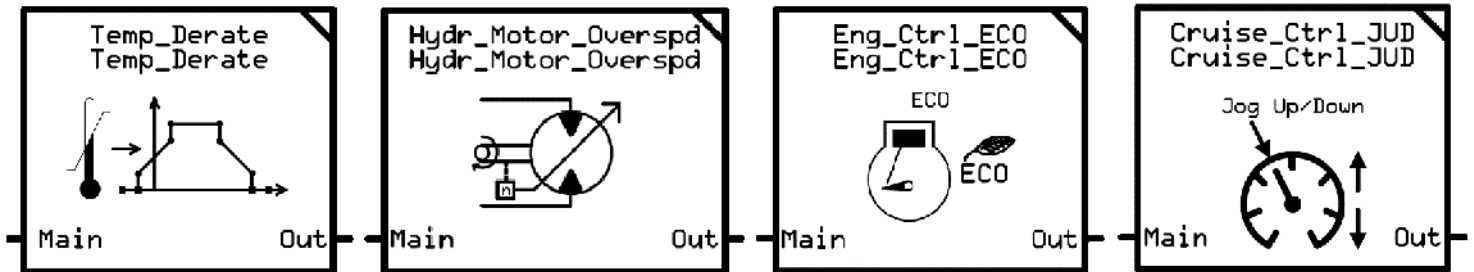 Temp_Derate
Temp_Derate
Main
Out
Hydr_Motor_Overspd
Hydr_Motor_Overspd
n
Main
Out
Eng_Ctrl_ECO
Eng_Ctrl_ECO
ECO
ECO
Main
Out
Cruise_Ctrl_JUD
Cruise_Ctrl_JUD
Jog Up/Down
Main
Out